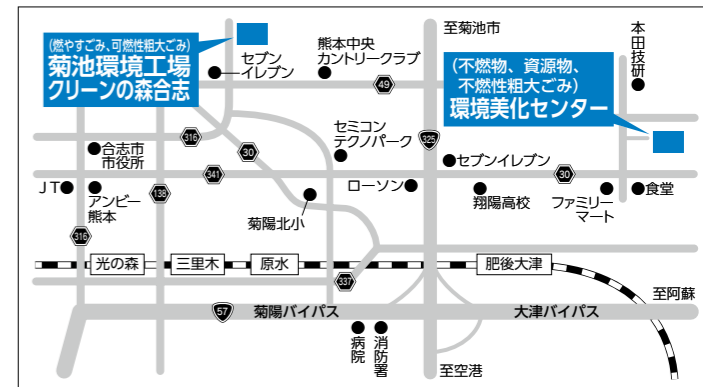 至菊池市
本田技研
(燃やすごみ、可燃性粗大ごみ)
菊池環境工場
クリーンの森合志
セブン
イレブン
熊本中央
カントリークラブ
49
(不燃物、資源物、
不燃性粗大ごみ)
環境美化センター
316
合志市
市役所
30
セミコン
テクノパーク
325
セブンイレブン
341
30
JT
アンビー
熊本
138
菊陽北小
ローソン
翔陽高校
ファミリー
マート
食堂
316
光の森
三里木
原水
肥後大津
337
至阿蘇
57
菊陽バイパス
大津バイパス
病院
消防署
至空港